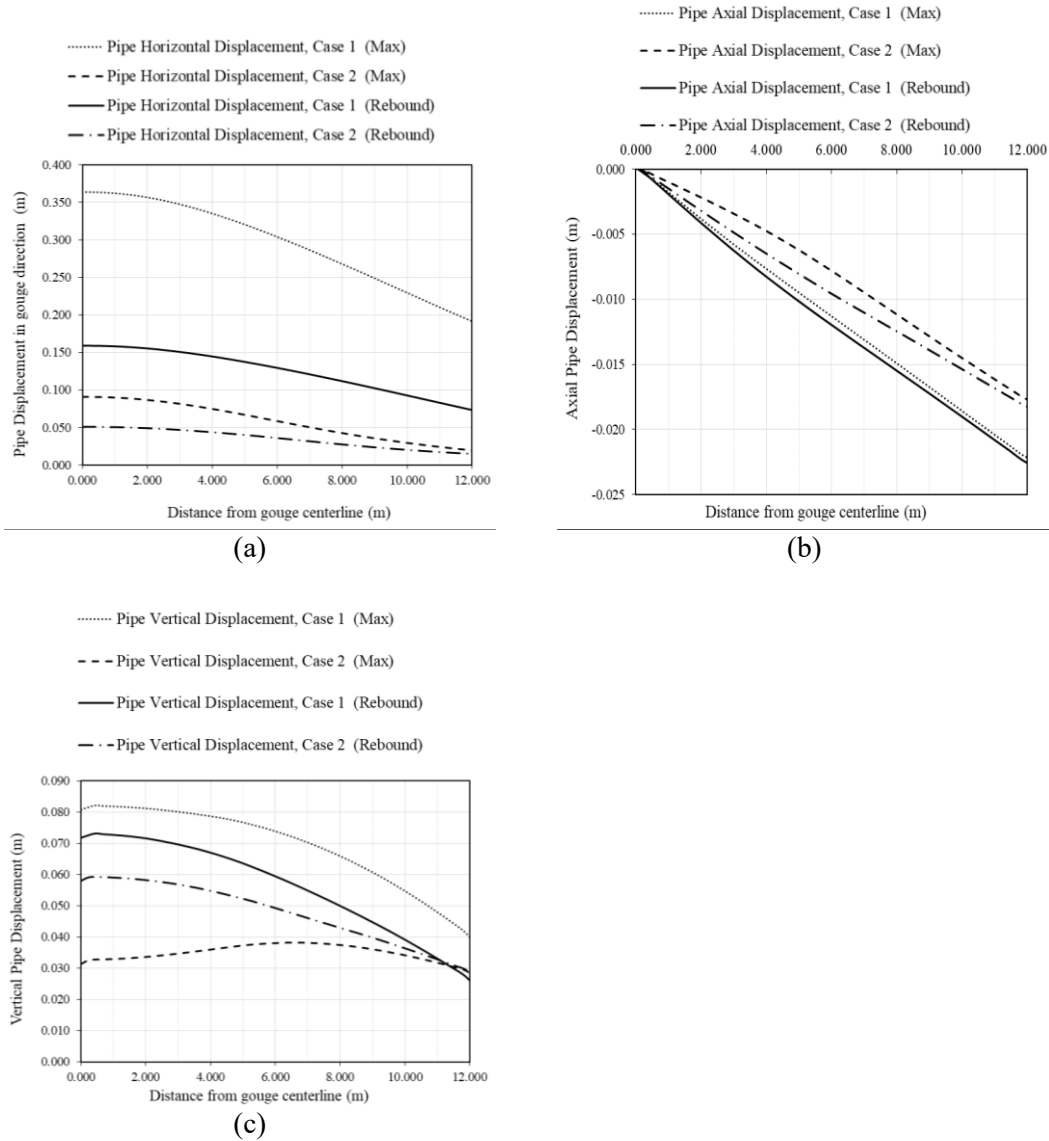 Pipe Horizontal Displacement, Case 1 (Max)
Pipe Horizontal Displacement, Case 2 (Max)
Pipe Horizontal Displacement, Case 1 (Rebound)
Pipe Horizontal Displacement, Case 2 (Rebound)
Pipe Displacement in gouge direction (m)
0.400
0.350
0.300
0.250
0.200
0.150
0.100
0.050
0.000
0.000 2.000 4.000 6.000 8.000 10.000 12.000
Distance from gouge centerline (m)
(a)
Pipe Axial Displacement, Case 1 (Max)
Pipe Axial Displacement, Case 2 (Max)
Pipe Axial Displacement, Case 1 (Rebound)
Pipe Axial Displacement, Case 2 (Rebound)
0.000 2.000 4.000 6.000 8.000 10.000 12.000
Axial Pipe Displacement (m)
0.000
-0.005
-0.010
-0.015
-0.020
-0.025
Distance from gouge centerline (m)
(b)
Pipe Vertical Displacement, Case 1 (Max)
Pipe Vertical Displacement, Case 2 (Max)
Pipe Vertical Displacement, Case 1 (Rebound)
Pipe Vertical Displacement, Case 2 (Rebound)
Vertical Pipe Displacement (m)
0.090
0.080
0.070
0.060
0.050
0.040
0.030
0.020
0.010
0.000
0.000 2.000 4.000 6.000 8.000 10.000 12.000
Distance from gouge centerline (m)
(c)